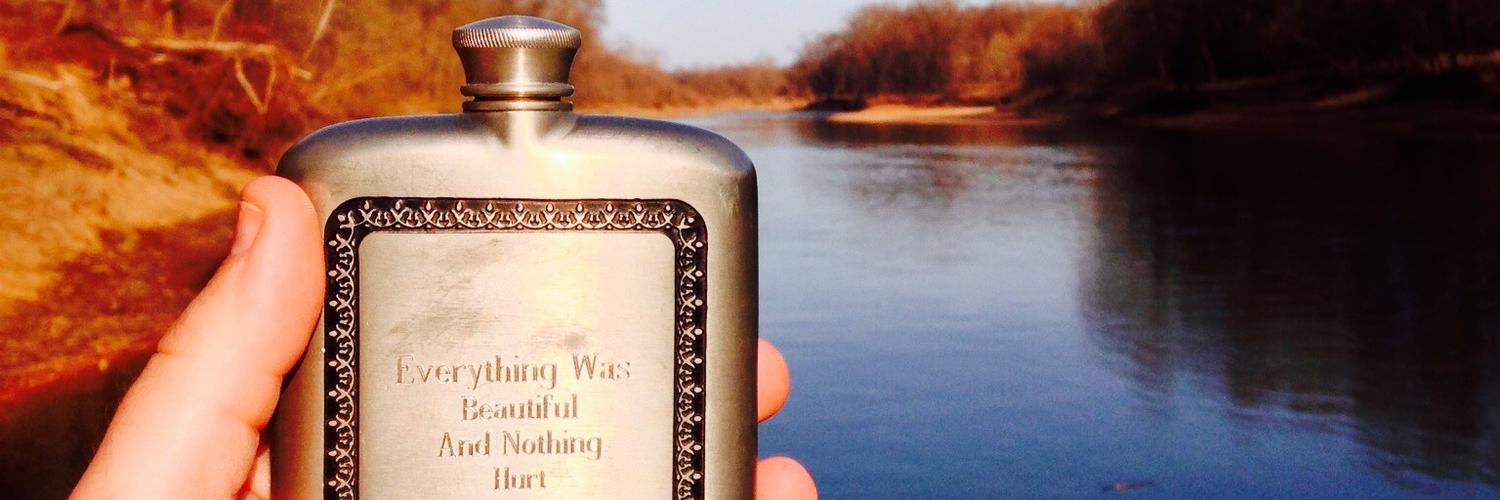 Everything Was
Beautiful
And Nothing
Hurt